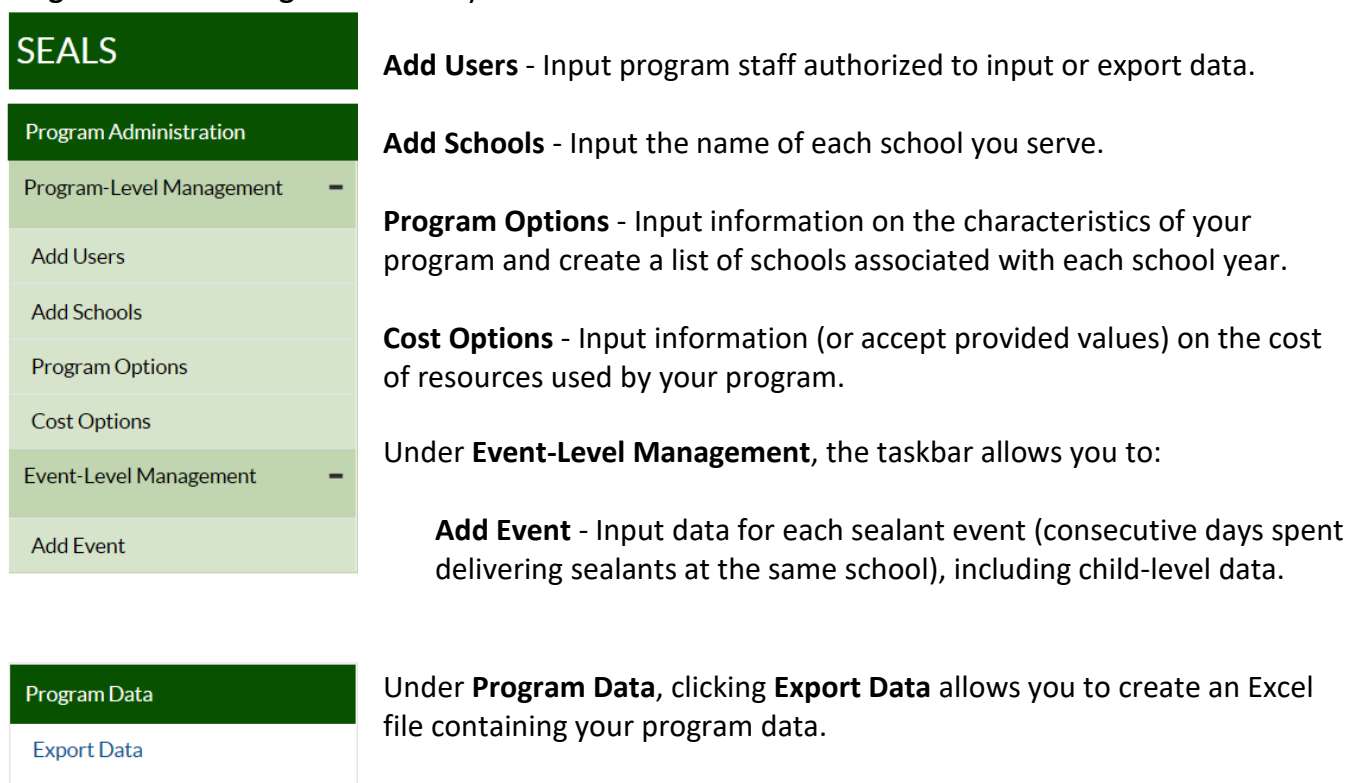 SEALS
Program Administration
Program-Level Management
Add Users
Add Schools
Program Options
Cost Options
Event-Level Management
Add Event
Program Data
Export Data
Add Users - Input program staff authorized to input or export data.
Add Schools - Input the name of each school you serve.
Program Options - Input information on the characteristics of your
program and create a list of schools associated with each school year.
Cost Options - Input information (or accept provided values) on the cost
of resources used by your program.
Under Event-Level Management, the taskbar allows you to:
Add Event - Input data for each sealant event (consecutive days spent
delivering sealants at the same school), including child-level data.
Under Program Data, clicking Export Data allows you to create an Excel
file containing your program data.